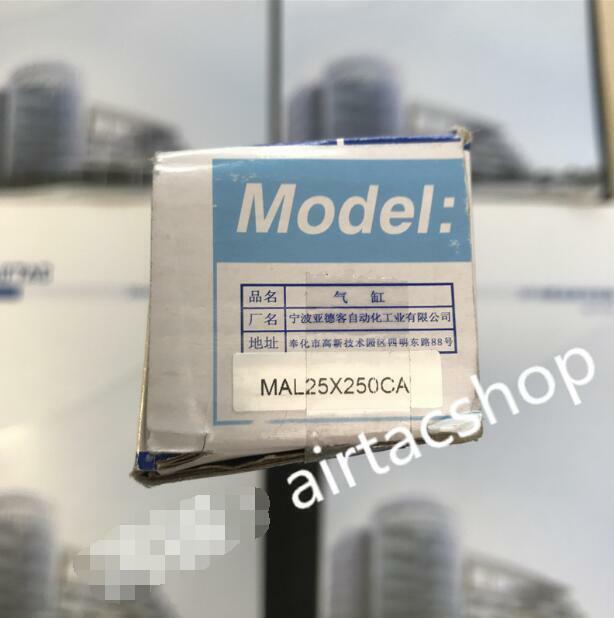 Model:
品名 气缸
厂名 宁波亚德客自动化工业有限公司
地址 奉化市高新技术园区四明东路88号
MAL25X250CA
airtacshop